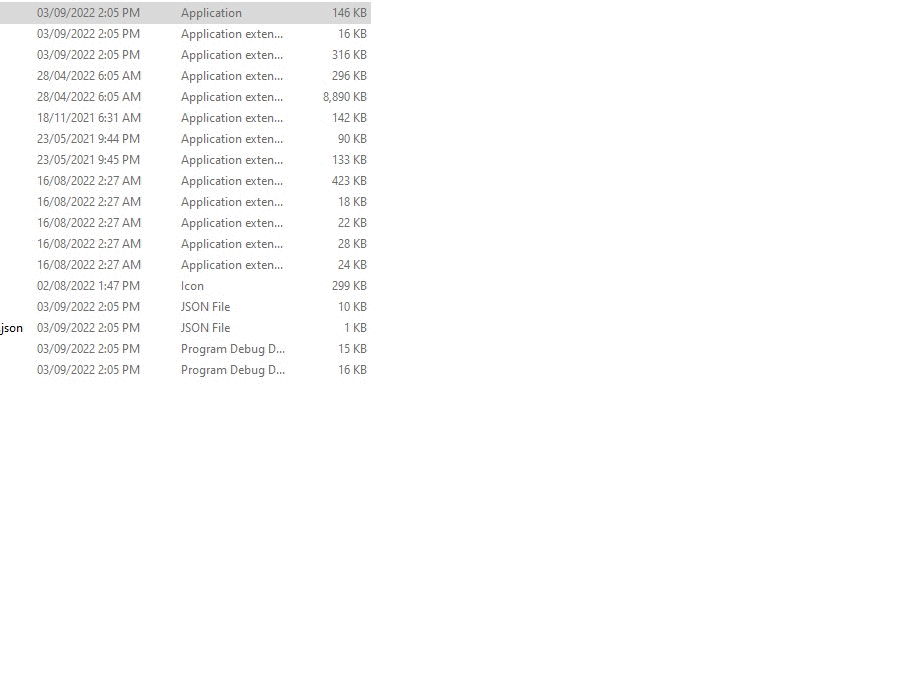 03/09/2022 2:05 PM Application 146 KB
03/09/2022 2:05 PM Application exten... 16 KB
03/09/2022 2:05 PM Application exten... 316 KB
28/04/2022 6:05 AM Application exten... 296 KB
28/04/2022 6:05 AM Application exten... 8,890 KB
18/11/2021 6:31 AM Application exten... 142 KB
23/05/2021 9:44 PM Application exten... 90 KB
23/05/2021 9:45 PM Application exten... 133 KB
16/08/2022 2:27 AM Application exten... 423 KB
16/08/2022 2:27 AM Application exten... 18 KB
16/08/2022 2:27 AM Application exten... 22 KB
16/08/2022 2:27 AM Application exten... 28 KB
16/08/2022 2:27 AM Application exten... 24 KB
02/08/2022 1:47 PM Icon 299 KB
03/09/2022 2:05 PM JSON File 10 KB
json 03/09/2022 2:05 PM JSON File 1 KB
03/09/2022 2:05 PM Program Debug D... 15 KB
03/09/2022 2:05 PM Program Debug D... 16 KB